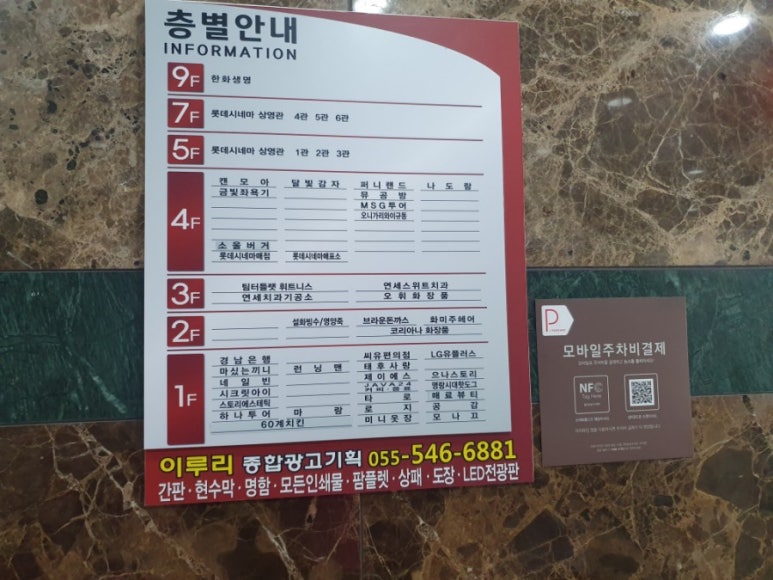 층별안내
INFORMATION
9F 한화생명
7F 롯데시네마 상영관 4관 5관 6관
5F 롯데시네마 상영관 1관 2관 3관
4F
캔모아 달빛감자 퍼니랜드 나도람
금빛좌욕기 뮤공방
MSG투어
오니기리와이규동
소울버거
롯데시네마매점 롯데시네마매표소
3F
팀터틀랫 휘트니스 연세스위트치과
연세치과기공소 오휘화장품
2F
설화빙수/영양죽 브라운돈까스 화미주헤어
코리아나 화장품
1F
경남은행 씨유편의점 LG유플러스
마싰는끼니 런닝맨 태후사랑
네일빈 제이에스 으나스토리
시크릿아이 JAVA24 명랑시대핫도그
스토리에스테틱 타로 매료뷰티
하나투어 마랑 로지 공감
60계치킨 미니옷장 모나끄
이루리 종합광고기획 055-546-6881
간판·현수막·명함·모든인쇄물·팜플렛·상패·도장·LED전광판
P
모바일주차비결제
NFC
Tag Here